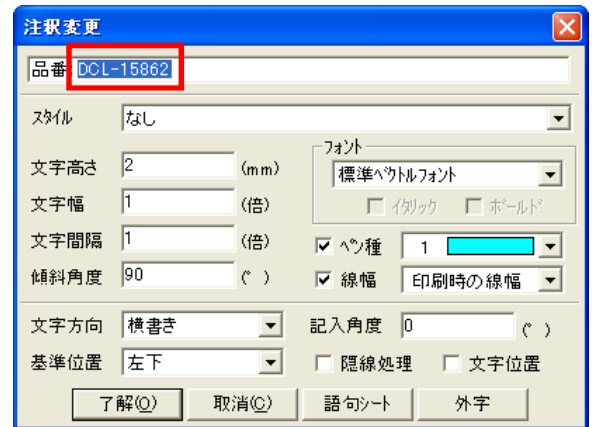 注釈変更
品番:DCL-15862
スタイル なし
フォント
文字高さ 2 (mm) 標準ベクトルフォント
文字幅 1 (倍) イタリック ボールド
文字間隔 1 (倍) ペン種 1
傾斜角度 90 (° ) 線幅 印刷時の線幅
文字方向 横書き 記入角度 0 (° )
基準位置 左下 隠線処理 文字位置
了解(O) 取消(C) 語句シート 外字